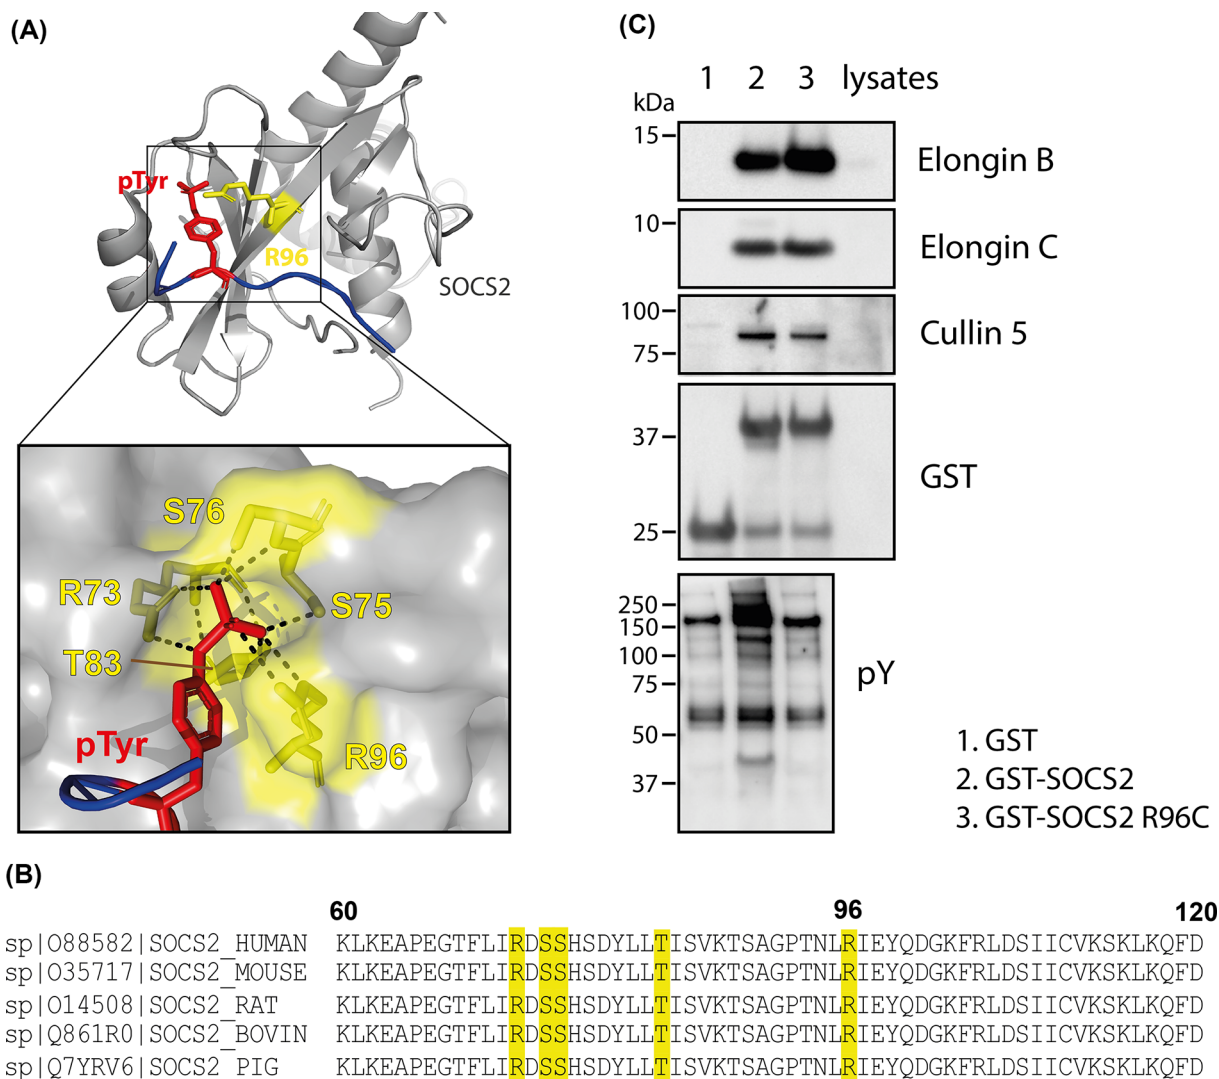 (A)
pTyr
R96
SOCS2
S76
R73
S75
T83
pTyr
R96
(C)
1 2 3 lysates
kDa
15
Elongin B
10
Elongin C
100
75
Cullin 5
37
25
GST
250
150
100
75
50
37
pY
1. GST
2. GST-SOCS2
3. GST-SOCS2 R96C
(B)
60 96 120
sp|O88582|SOCS2_HUMAN KLKEAPEGTFLIRDSSHSDYLLTISVKTSAGPTNLRIEYQDGKFRLDSIICVKSKLKQFD
sp|O35717|SOCS2_MOUSE KLKEAPEGTFLIRDSSHSDYLLTISVKTSAGPTNLRIEYQDGKFRLDSIICVKSKLKQFD
sp|O14508|SOCS2_RAT KLKEAPEGTFLIRDSSHSDYLLTISVKTSAGPTNLRIEYQDGKFRLDSIICVKSKLKQFD
sp|Q861R0|SOCS2_BOVIN KLKEAPEGTFLIRDSSHSDYLLTISVKTSAGPTNLRIEYQDGKFRLDSIICVKSKLKQFD
sp|Q7YRV6|SOCS2 PIG KLKEAPEGTFLIRDSSHSDYLLTISVKTSAGPTNLRIEYQDGKFRLDSIICVKSKLKQFD